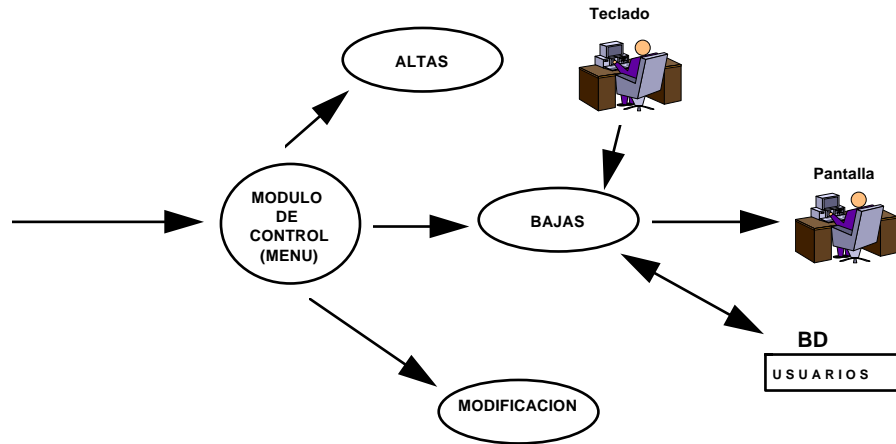 Teclado
ALTAS
Pantalla
MODULO
DE
CONTROL
(MENU)
BAJAS
BD
USUARIOS
MODIFICACION